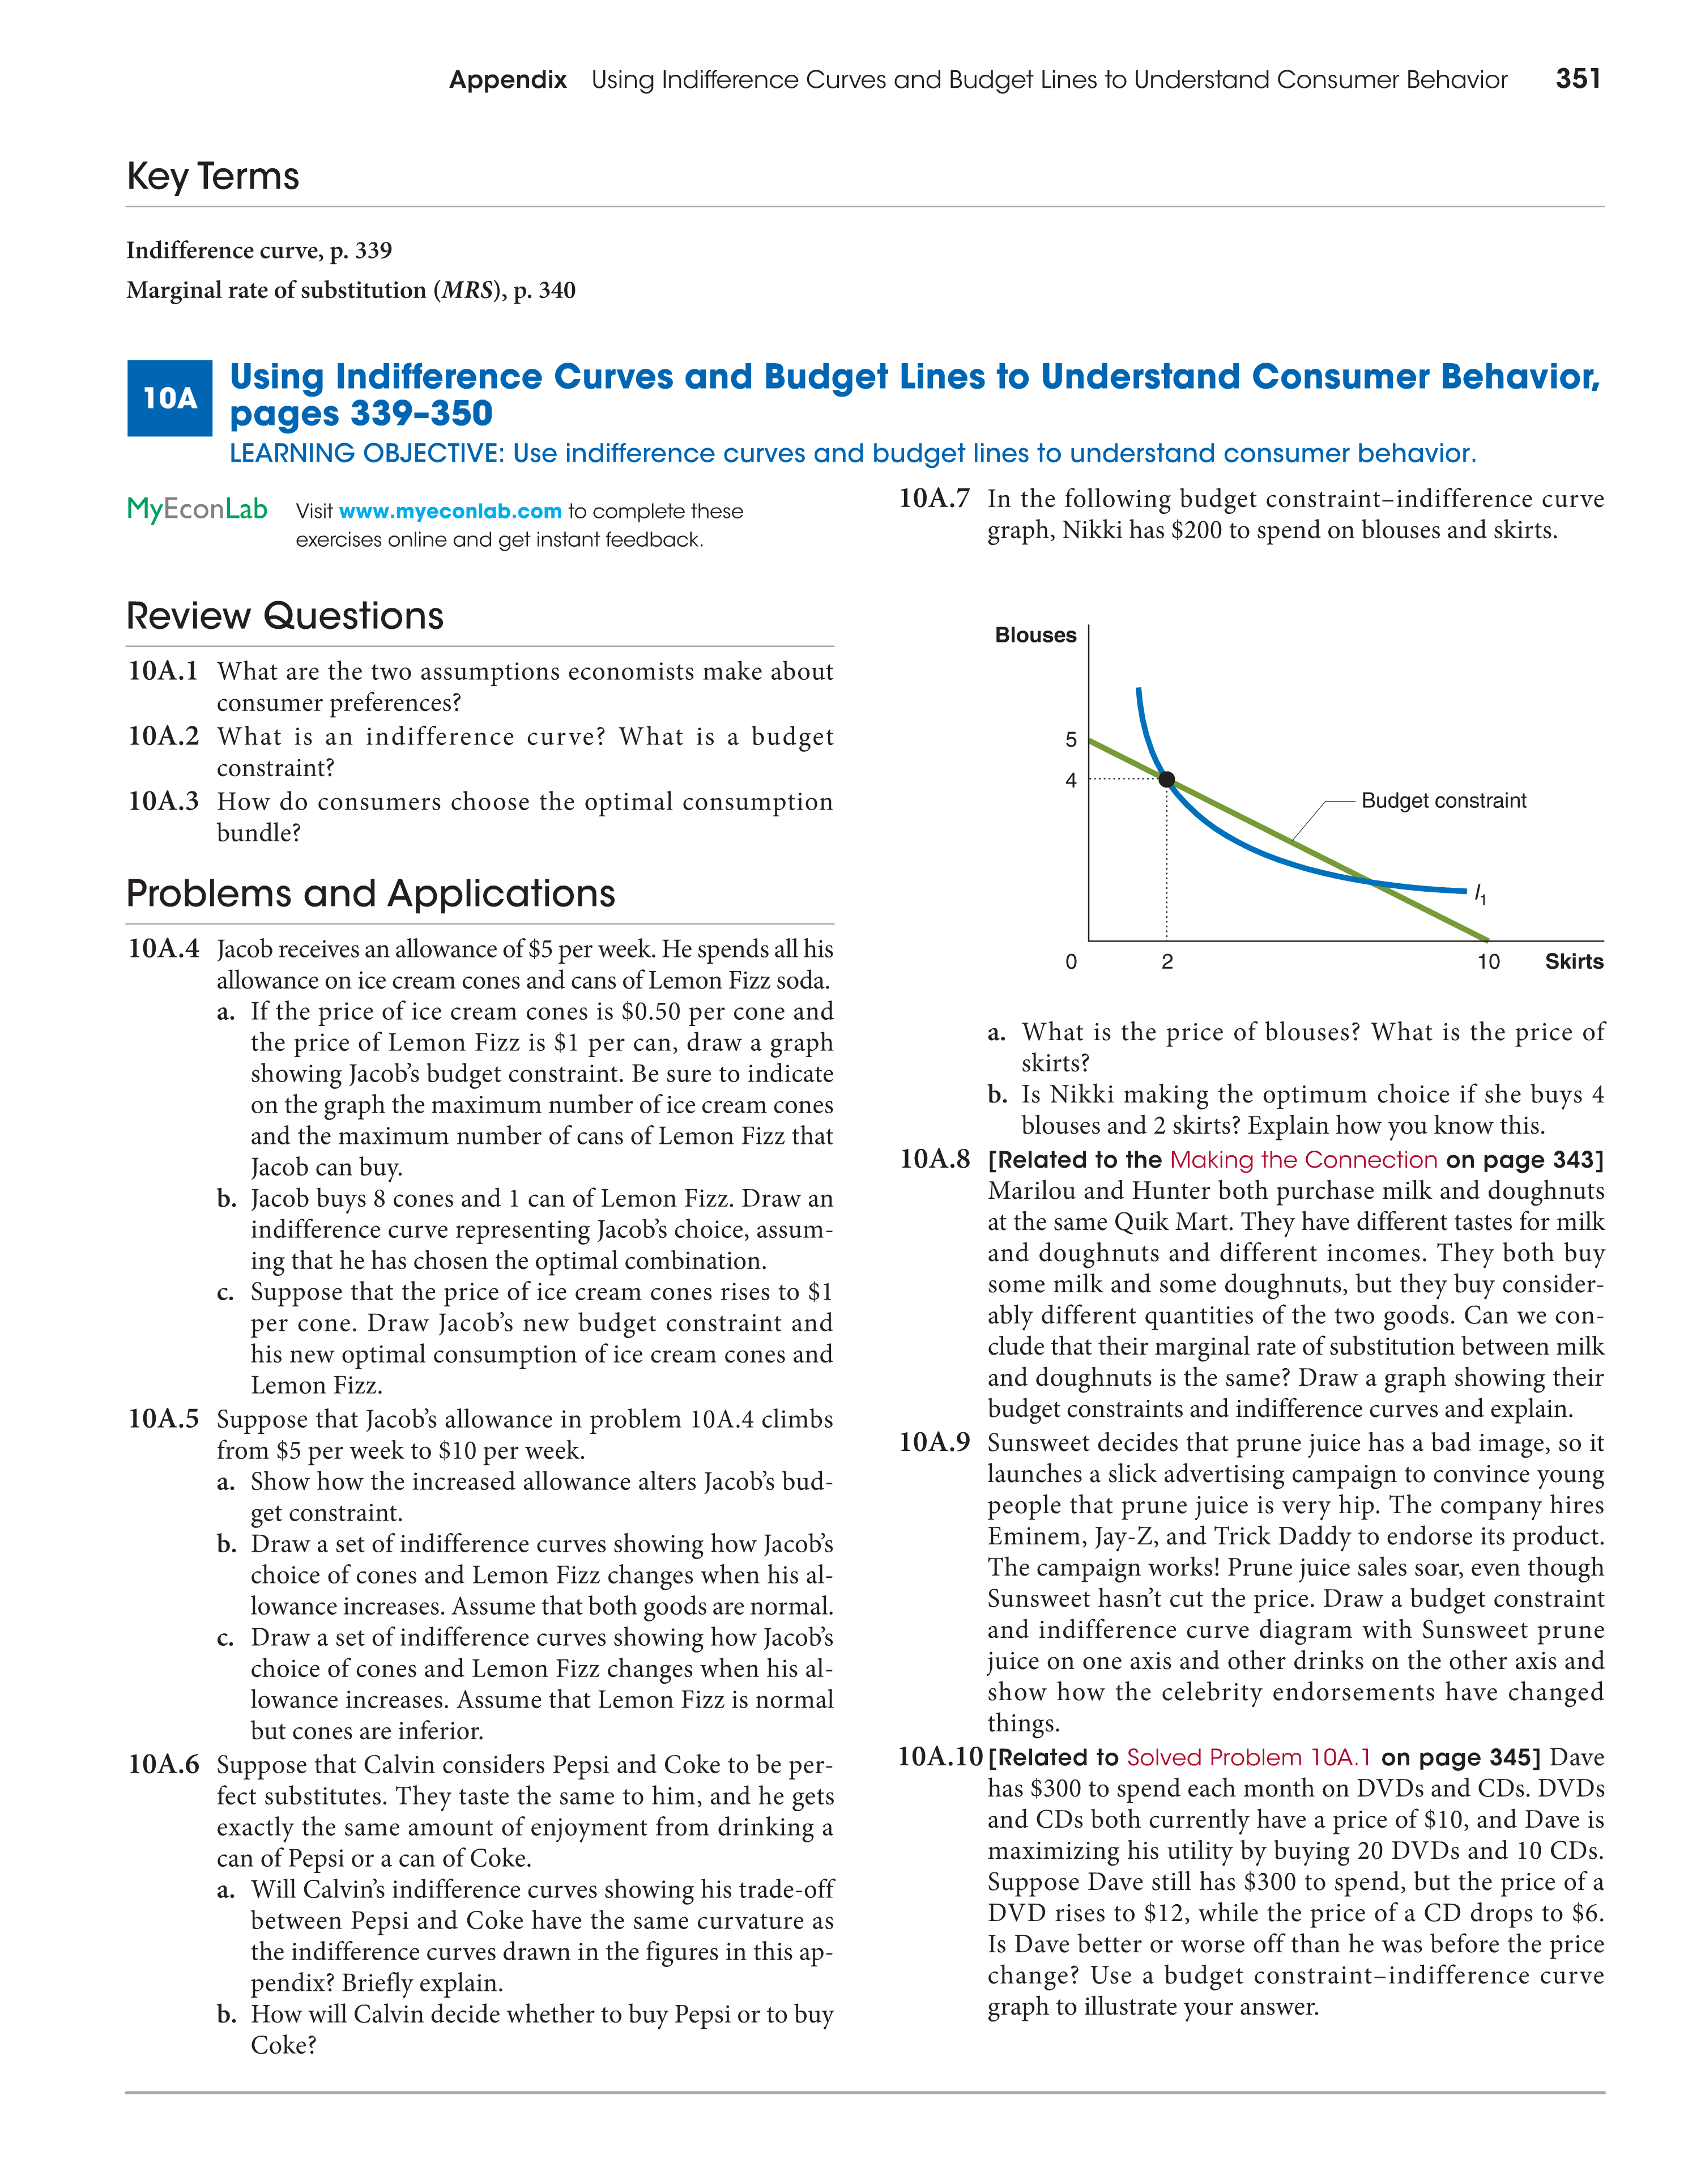 Appendix Using Indifference Curves and Budget Lines to Understand Consumer Behavior 351
Key Terms
Indifference curve, p. 339
Marginal rate of substitution (MRS), p. 340
10A
Using Indifference Curves and Budget Lines to Understand Consumer Behavior,
pages 339–350
LEARNING OBJECTIVE: Use indifference curves and budget lines to understand consumer behavior.
MyEconLab Visit www.myeconlab.com to complete these
exercises online and get instant feedback.
Review Questions
10A.1 What are the two assumptions economists make about
consumer preferences?
10A.2 What is an indifference curve? What is a budget
constraint?
10A.3 How do consumers choose the optimal consumption
bundle?
Problems and Applications
10A.4 Jacob receives an allowance of $5 per week. He spends all his
allowance on ice cream cones and cans of Lemon Fizz soda.
a. If the price of ice cream cones is $0.50 per cone and
the price of Lemon Fizz is $1 per can, draw a graph
showing Jacob's budget constraint. Be sure to indicate
on the graph the maximum number of ice cream cones
and the maximum number of cans of Lemon Fizz that
Jacob can buy.
b. Jacob buys 8 cones and 1 can of Lemon Fizz. Draw an
indifference curve representing Jacob's choice, assum-
ing that he has chosen the optimal combination.
c. Suppose that the price of ice cream cones rises to $1
per cone. Draw Jacob's new budget constraint and
his new optimal consumption of ice cream cones and
Lemon Fizz.
10A.5 Suppose that Jacob's allowance in problem 10A.4 climbs
from $5 per week to $10 per week.
a. Show how the increased allowance alters Jacob's bud-
get constraint.
b. Draw a set of indifference curves showing how Jacob's
choice of cones and Lemon Fizz changes when his al-
lowance increases. Assume that both goods are normal.
c. Draw a set of indifference curves showing how Jacob's
choice of cones and Lemon Fizz changes when his al-
lowance increases. Assume that Lemon Fizz is normal
but cones are inferior.
10A.6 Suppose that Calvin considers Pepsi and Coke to be per-
fect substitutes. They taste the same to him, and he gets
exactly the same amount of enjoyment from drinking a
can of Pepsi or a can of Coke.
a. Will Calvin's indifference curves showing his trade-off
between Pepsi and Coke have the same curvature as
the indifference curves drawn in the figures in this ap-
pendix? Briefly explain.
b. How will Calvin decide whether to buy Pepsi or to buy
Coke?
10A.7 In the following budget constraint–indifference curve
graph, Nikki has $200 to spend on blouses and skirts.
Blouses
5
4
Budget constraint
I1
0 2 10 Skirts
a. What is the price of blouses? What is the price of
skirts?
b. Is Nikki making the optimum choice if she buys 4
blouses and 2 skirts? Explain how you know this.
10A.8 [Related to the Making the Connection on page 343]
Marilou and Hunter both purchase milk and doughnuts
at the same Quik Mart. They have different tastes for milk
and doughnuts and different incomes. They both buy
some milk and some doughnuts, but they buy consider-
ably different quantities of the two goods. Can we con-
clude that their marginal rate of substitution between milk
and doughnuts is the same? Draw a graph showing their
budget constraints and indifference curves and explain.
10A.9 Sunsweet decides that prune juice has a bad image, so it
launches a slick advertising campaign to convince young
people that prune juice is very hip. The company hires
Eminem, Jay-Z, and Trick Daddy to endorse its product.
The campaign works! Prune juice sales soar, even though
Sunsweet hasn't cut the price. Draw a budget constraint
and indifference curve diagram with Sunsweet prune
juice on one axis and other drinks on the other axis and
show how the celebrity endorsements have changed
things.
10A.10 [Related to Solved Problem 10A.1 on page 345] Dave
has $300 to spend each month on DVDs and CDs. DVDs
and CDs both currently have a price of $10, and Dave is
maximizing his utility by buying 20 DVDs and 10 CDs.
Suppose Dave still has $300 to spend, but the price of a
DVD rises to $12, while the price of a CD drops to $6.
Is Dave better or worse off than he was before the price
change? Use a budget constraint–indifference curve
graph to illustrate your answer.